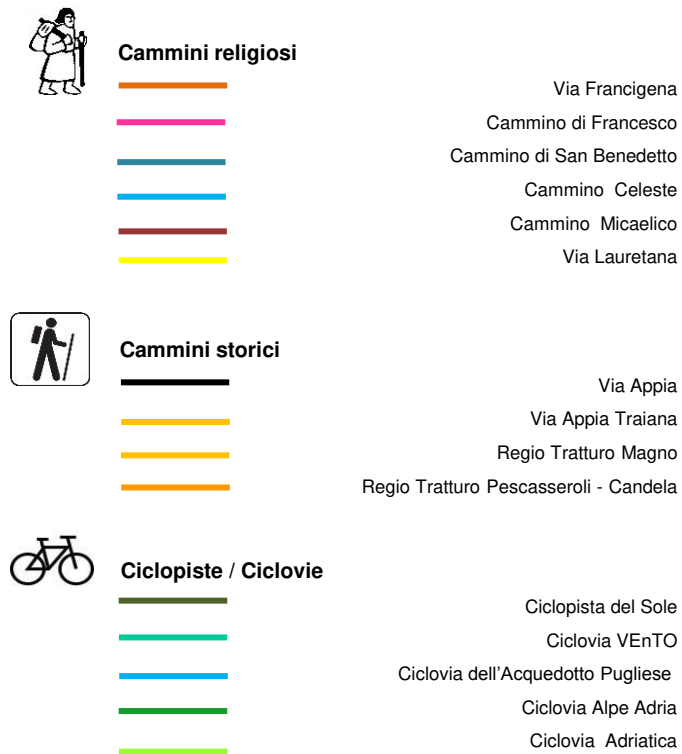 Cammini religiosi
Via Francigena
Cammino di Francesco
Cammino di San Benedetto
Cammino Celeste
Cammino Micaelico
Via Lauretana
Cammini storici
Via Appia
Via Appia Traiana
Regio Tratturo Magno
Regio Tratturo Pescasseroli - Candela
Ciclopiste / Ciclovie
Ciclopista del Sole
Ciclovia VEnTO
Ciclovia dell'Acquedotto Pugliese
Ciclovia Alpe Adria
Ciclovia Adriatica